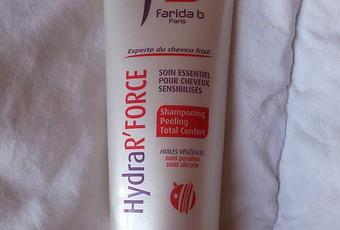 Farida b
Paris
Experte du cheveu frisé
HydraR'FORCE
SOIN ESSENTIEL
POUR CHEVEUX
SENSIBILISÉS
Shampooing
Peeling
Total Confort
HUILES VÉGÉTALES
sans paraben
sans silicone